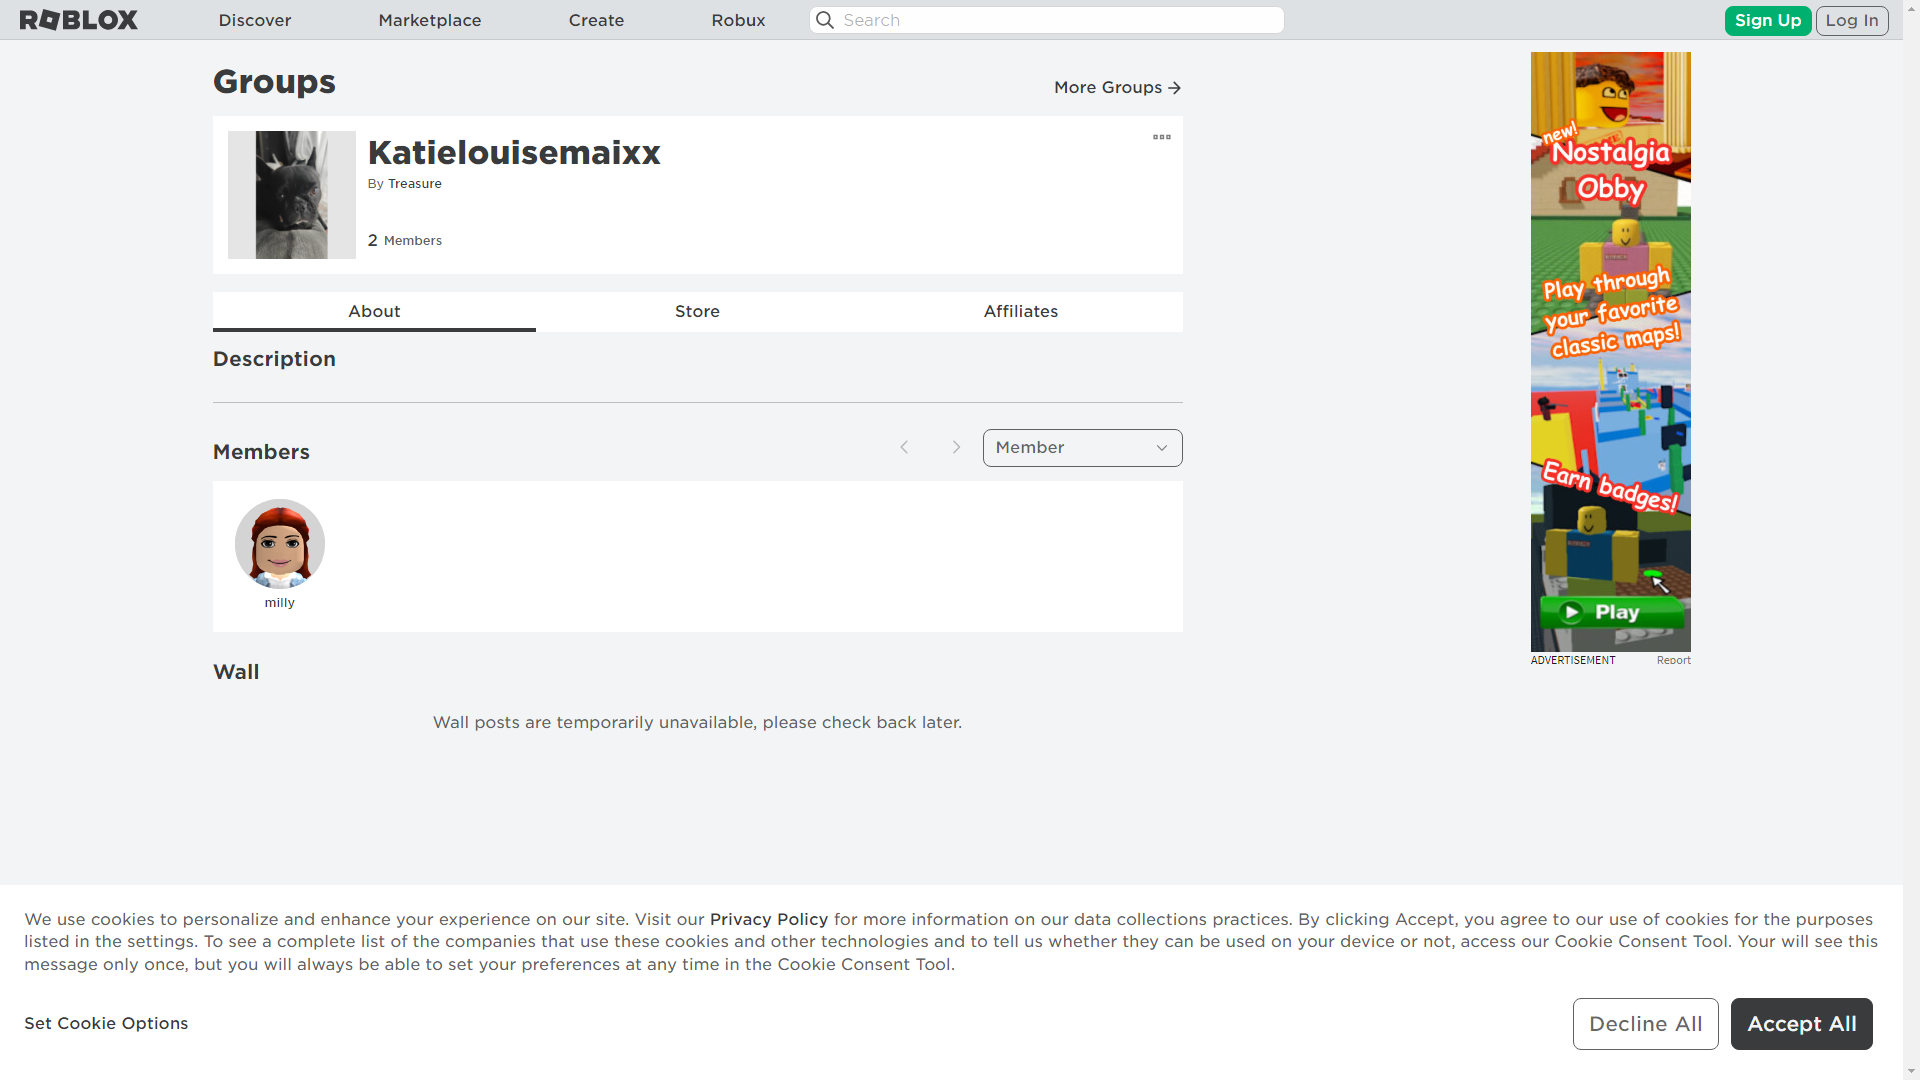 ROBLOX Discover Marketplace Create Robux Search Sign Up Log In
Groups
More Groups
Katielouisemaixx
By Treasure
2 Members
About Store Affiliates
Description
Members
Member
milly
Wall
Wall posts are temporarily unavailable, please check back later.
new!
Nostalgia
Obby
Play through
your favorite
classic maps!
Earn badges!
Play
ADVERTISEMENT Report
We use cookies to personalize and enhance your experience on our site. Visit our Privacy Policy for more information on our data collections practices. By clicking Accept, you agree to our use of cookies for the purposes
listed in the settings. To see a complete list of the companies that use these cookies and other technologies and to tell us whether they can be used on your device or not, access our Cookie Consent Tool. Your will see this
message only once, but you will always be able to set your preferences at any time in the Cookie Consent Tool.
Set Cookie Options
Decline All
Accept All